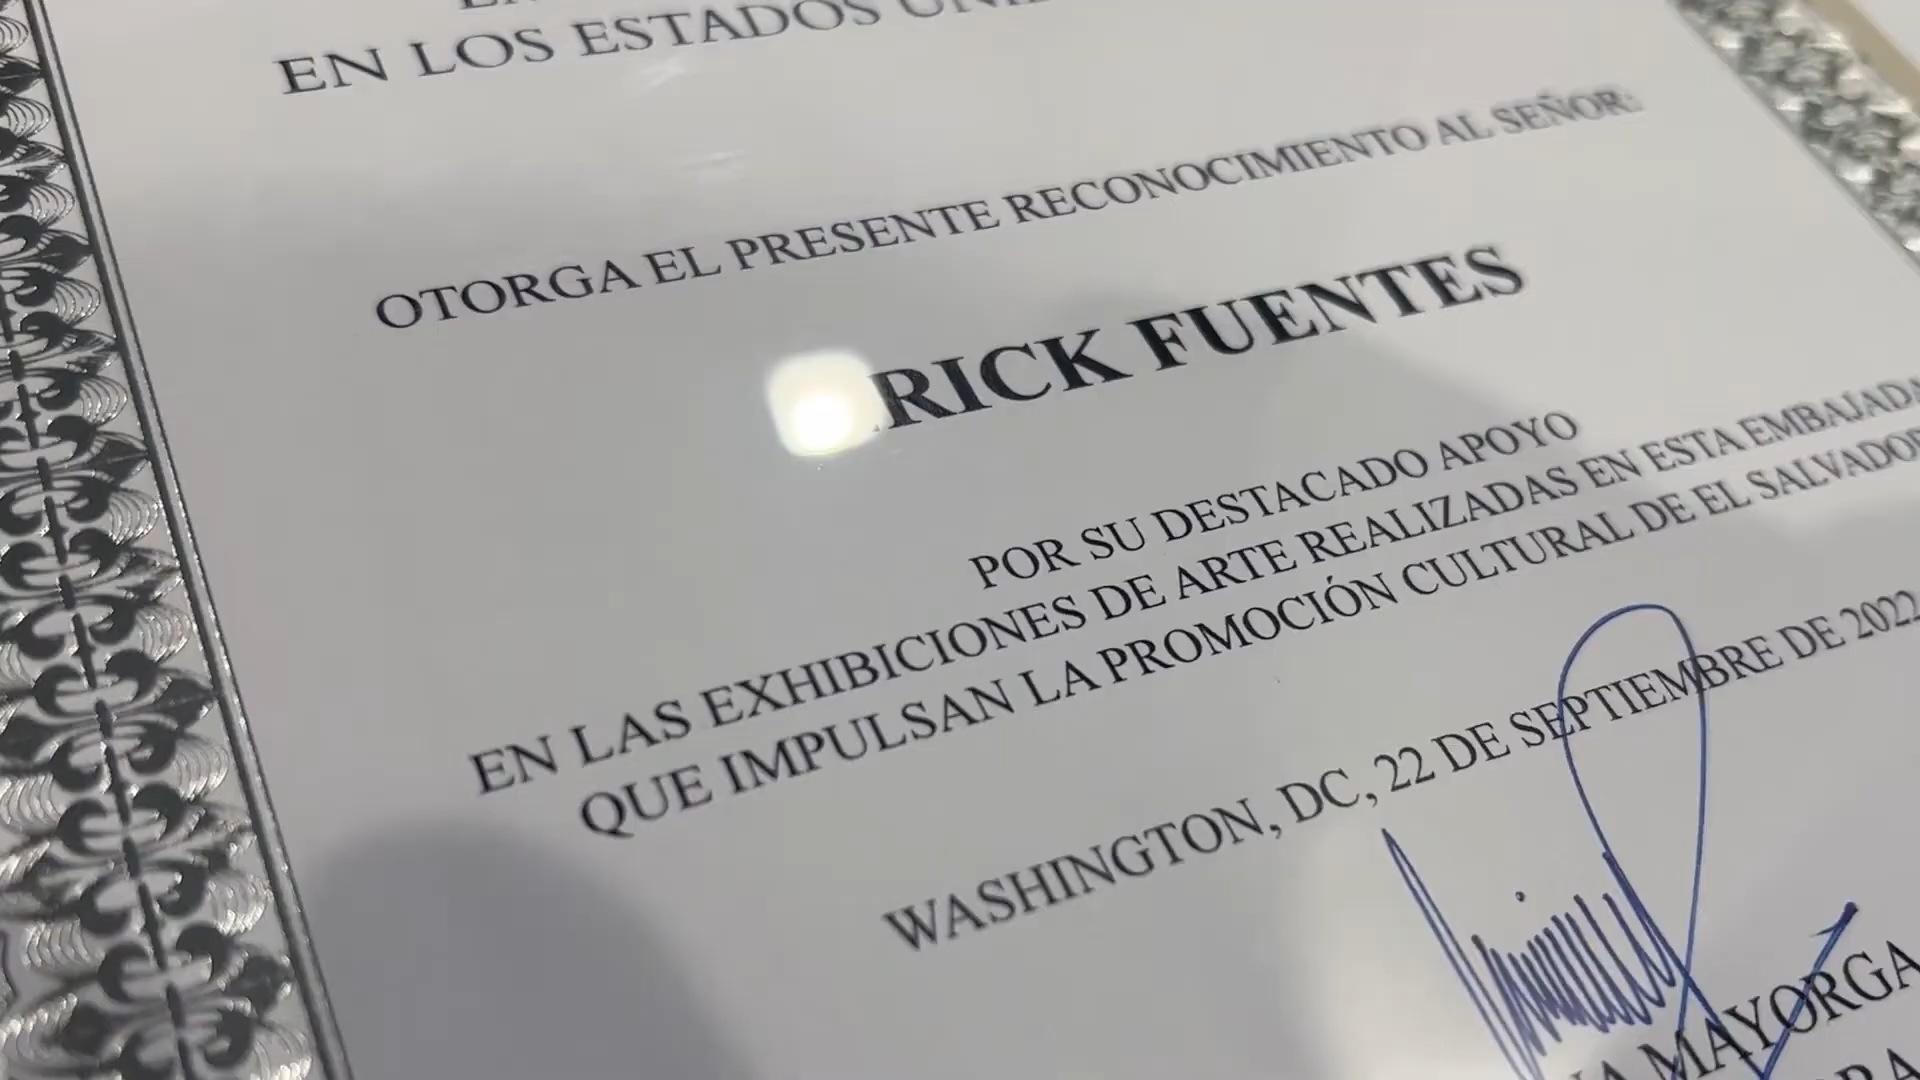 EN LOS ESTADOS
OTORGA EL PRESENTE RECONOCIMIENTO AL SEÑOR:
RICK FUENTES
POR SU DESTACADO APOYO
EN LAS EXHIBICIONES DE ARTE REALIZADAS EN ESTA EMBAJADA
QUE IMPULSAN LA PROMOCIÓN CULTURAL DE EL SALVADOR
WASHINGTON, DC, 22 DE SEPTIEMBRE DE 2022
MAYORGA